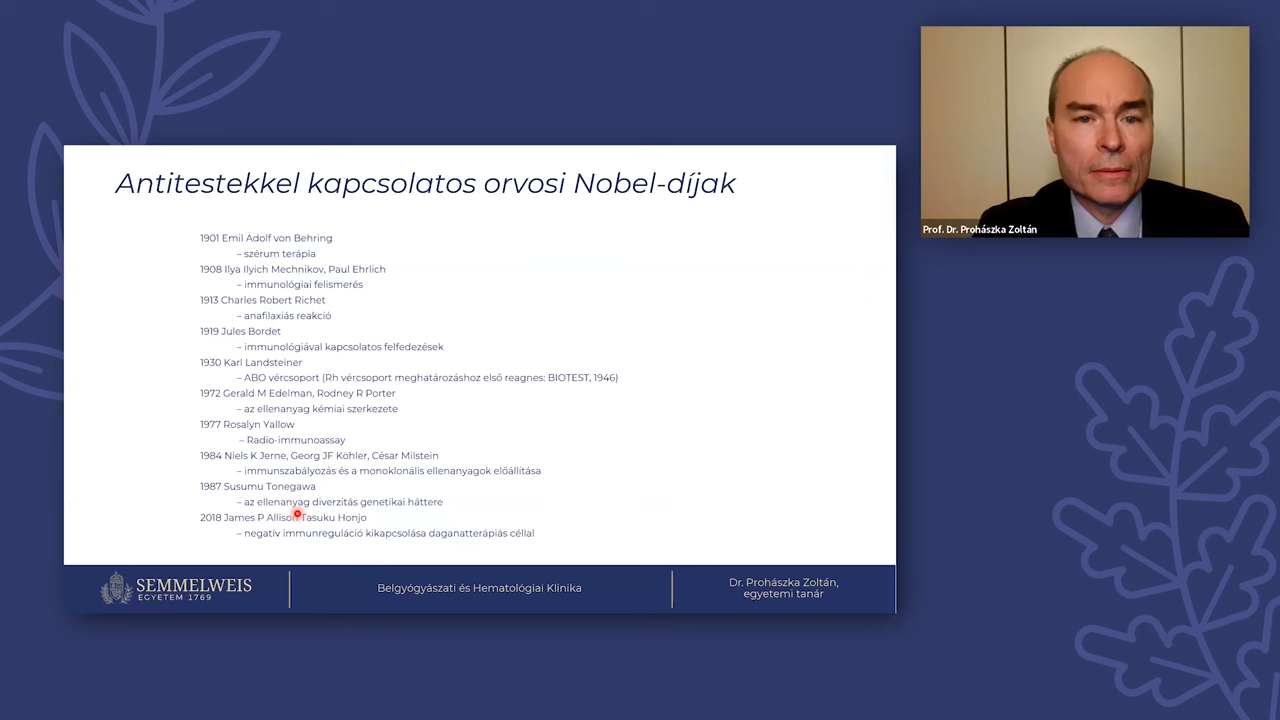 Antitestekkel kapcsolatos orvosi Nobel-díjak
1901 Emil Adolf von Behring
– szérum terápia
1908 Ilya Ilyich Mechnikov, Paul Ehrlich
– immunológiai felismerés
1913 Charles Robert Richet
– anafilaxiás reakció
1919 Jules Bordet
– immunológiával kapcsolatos felfedezések
1930 Karl Landsteiner
– ABO vércsoport (Rh vércsoport meghatározáshoz első reagnes: BIOTEST, 1946)
1972 Gerald M Edelman, Rodney R Porter
– az ellenanyag kémiai szerkezete
1977 Rosalyn Yallow
– Radio-immunoassay
1984 Niels K Jerne, Georg JF Köhler, César Milstein
– immunszabályozás és a monoklonális ellenanyagok előállítása
1987 Susumu Tonegawa
– az ellenanyag diverzitás genetikai háttere
2018 James P Allison Tasuku Honjo
– negatív immunreguláció kikapcsolása daganatterápiás céllal
SEMMELWEIS
EGYETEM 1769
Belgyógyászati és Hematológiai Klinika
Dr. Prohászka Zoltán,
egyetemi tanár
Prof. Dr. Prohászka Zoltán